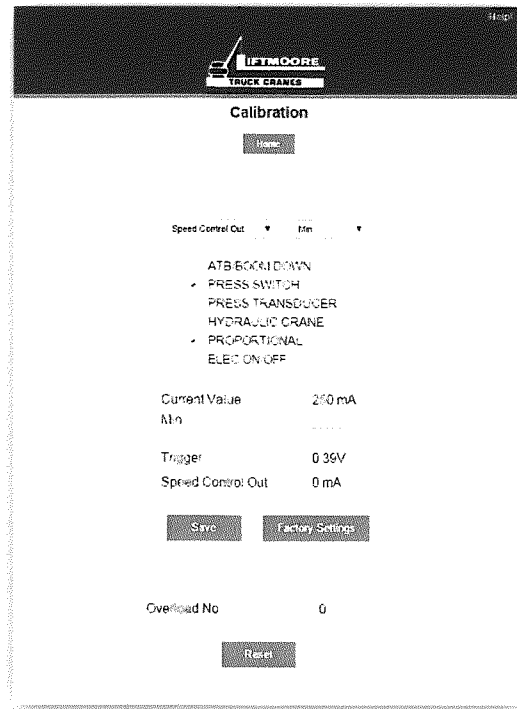 Help!
LIFTMOORE
TRUCK CRANES
Calibration
Home
Speed Control Out Min
ATB/BOOM DOWN
✓ PRESS SWITCH
PRESS TRANSDUCER
HYDRAULIC CRANE
✓ PROPORTIONAL
ELEC ON OFF
Current Value 250 mA
Min
Trigger 0.39V
Speed Control Out 0 mA
Save Factory Settings
Overload No 0
Reset